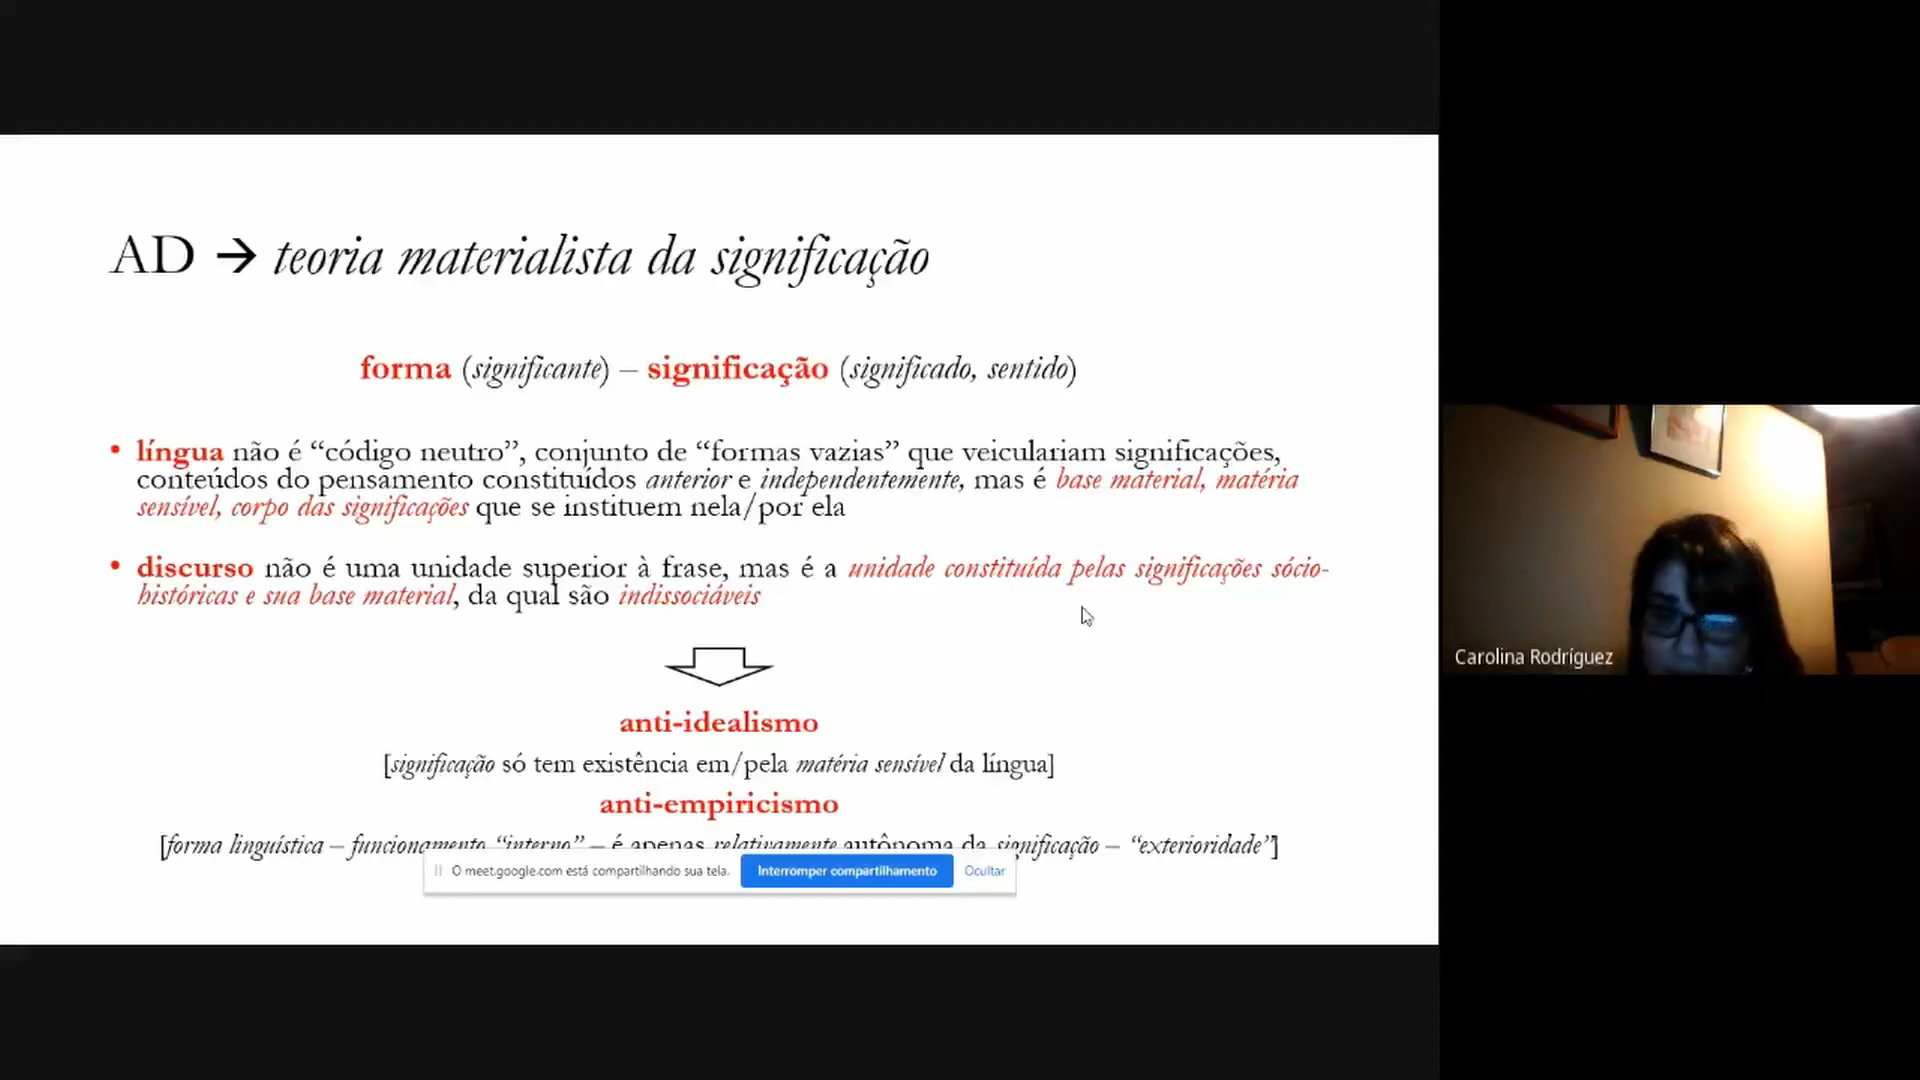 AD → teoria materialista da significação
forma (significante) – significação (significado, sentido)
• língua não é “código neutro”, conjunto de “formas vazias” que veiculariam significações,
conteúdos do pensamento constituídos anterior e independentemente, mas é base material, matéria
sensível, corpo das significações que se instituem nela/por ela
• discurso não é uma unidade superior à frase, mas é a unidade constituída pelas significações sócio-
históricas e sua base material, da qual são indissociáveis
anti-idealismo
[significação só tem existência em/pela matéria sensível da língua]
anti-empiricismo
[forma linguística – funcionamento “interno” – é apenas relativamente autônoma da significação – “exterioridade”]
O meet.google.com está compartilhando sua tela. Interromper compartilhamento Ocultar
Carolina Rodríguez